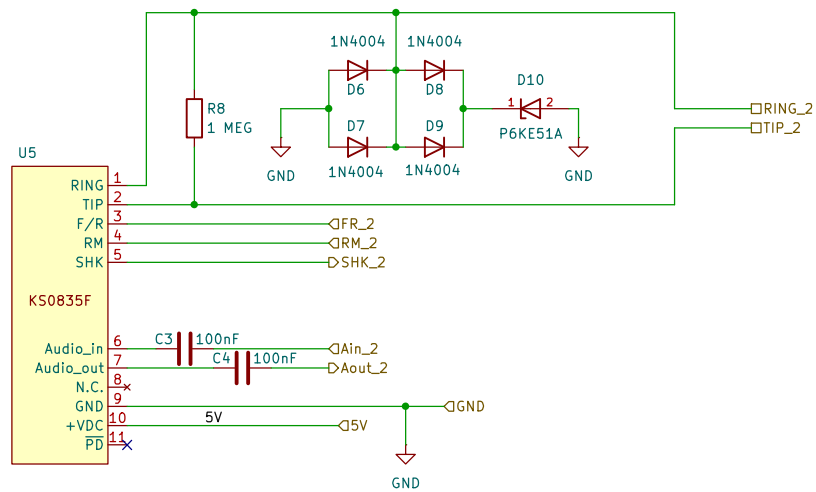 1N4004 1N4004
D10
D6 D8
1 2
R8
1 MEG
RING_2
D7 D9
P6KE51A
TIP_2
U5
1N4004 1N4004
GND GND
RING 1
TIP 2
F/R 3 FR_2
RM 4 RM_2
SHK 5 SHK_2
KS0835F
C3 100nF
Audio_in 6 Ain_2
C4 100nF
Audio_out 7 Aout_2
N.C. 8
GND 9 GND
5V
+VDC 10 5V
PD 11
GND